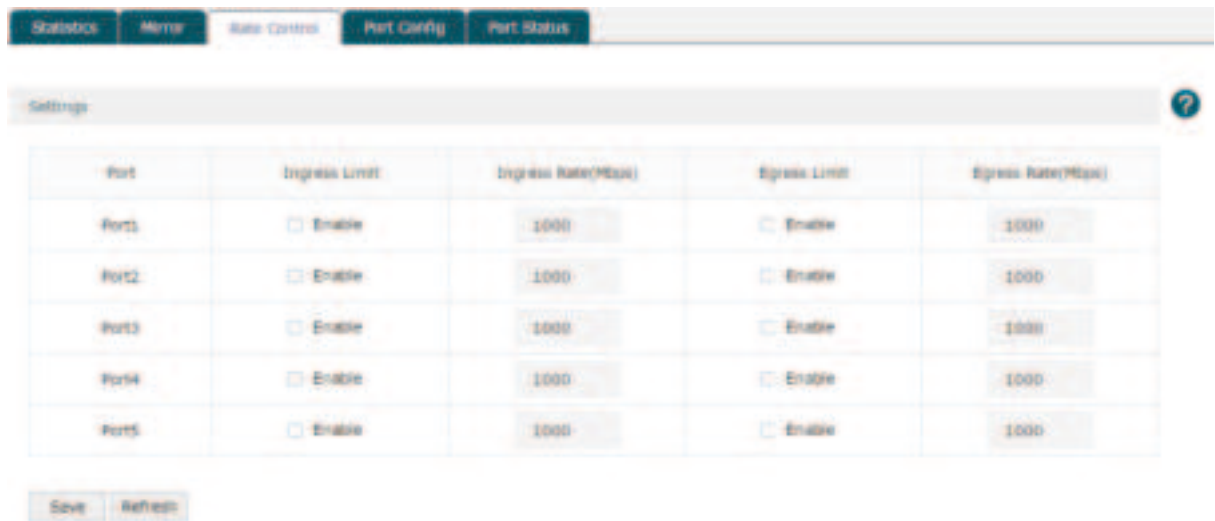 Statistics Mirror Rate Control Port Config Port Status
Settings
?
Port Ingress Limit Ingress Rate(Mbps) Egress Limit Egress Rate(Mbps)
Port1 Enable 1000 Enable 1000
Port2 Enable 1000 Enable 1000
Port3 Enable 1000 Enable 1000
Port4 Enable 1000 Enable 1000
Port5 Enable 1000 Enable 1000
Save Refresh